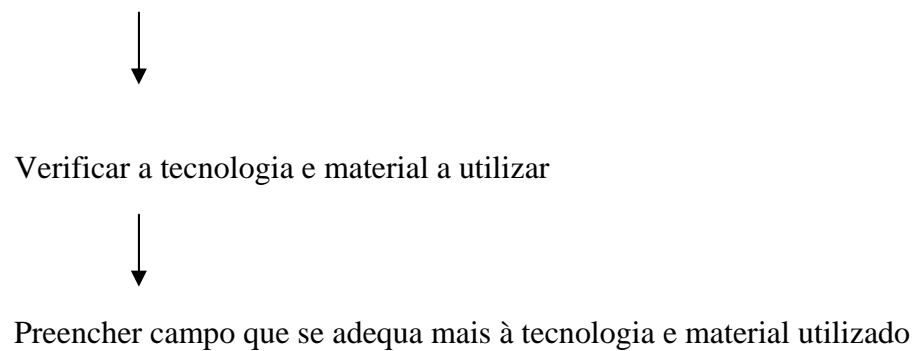 Verificar a tecnologia e material a utilizar
Preencher campo que se adequa mais à tecnologia e material utilizado